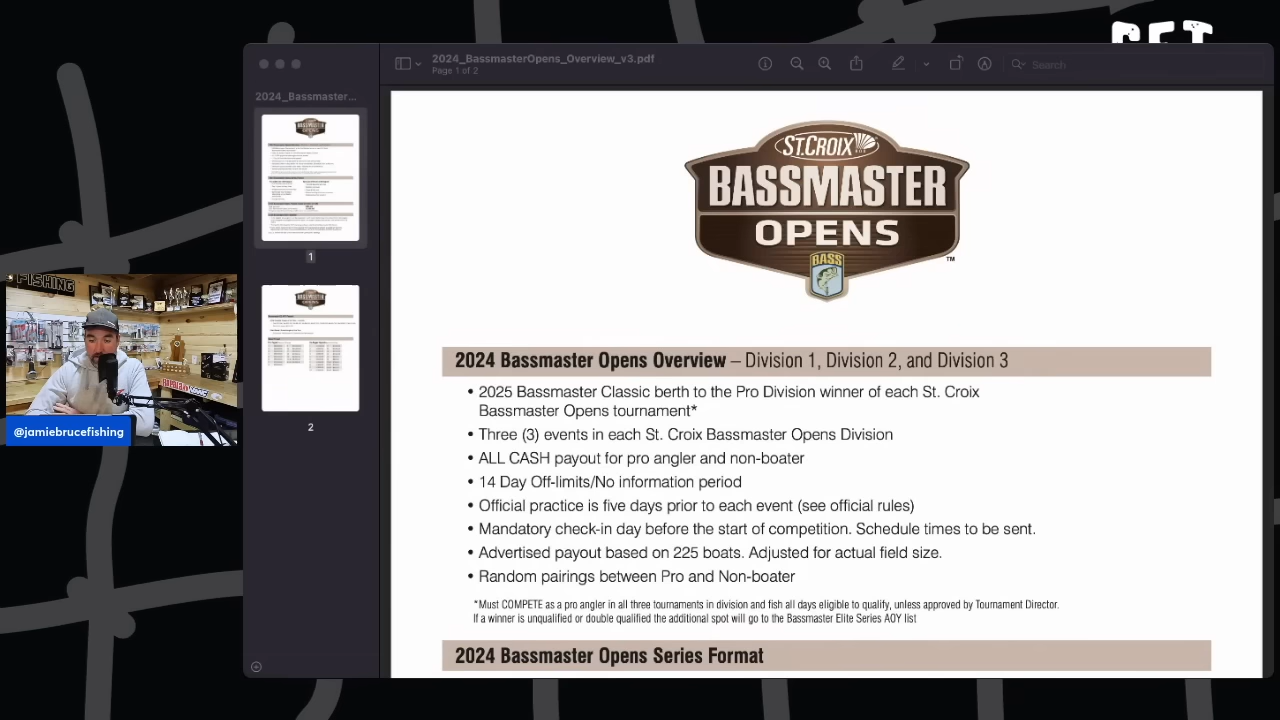 2024_BassmasterOpens_Overview_v3.pdf
Page 1 of 2
Search
2024_Bassmaster...
1
2
FISHING
@jamiebrucefishing
ST.CROIX
BASSMASTER
OPENS
BASS
TM
2024 Bassmaster Opens Overview - Division 1, Division 2, and Division 3
• 2025 Bassmaster Classic berth to the Pro Division winner of each St. Croix
Bassmaster Opens tournament*
• Three (3) events in each St. Croix Bassmaster Opens Division
• ALL CASH payout for pro angler and non-boater
• 14 Day Off-limits/No information period
• Official practice is five days prior to each event (see official rules)
• Mandatory check-in day before the start of competition. Schedule times to be sent.
• Advertised payout based on 225 boats. Adjusted for actual field size.
• Random pairings between Pro and Non-boater
*Must COMPETE as a pro angler in all three tournaments in division and fish all days eligible to qualify, unless approved by Tournament Director.
If a winner is unqualified or double qualified the additional spot will go to the Bassmaster Elite Series AOY list
2024 Bassmaster Opens Series Format